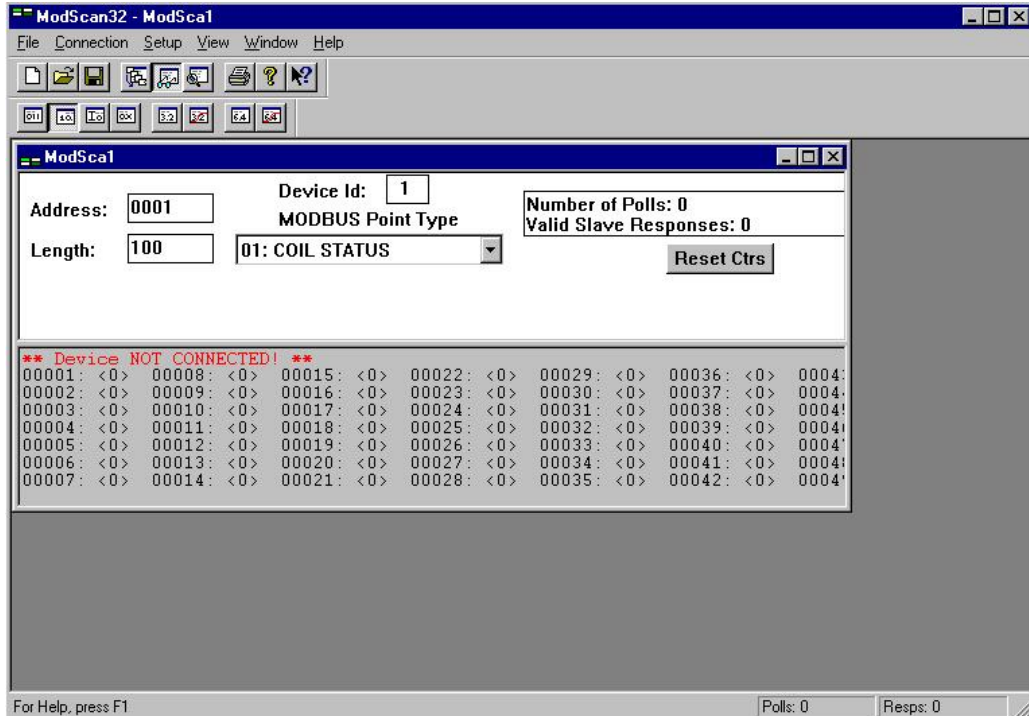 ModScan32 - ModSca1
File Connection Setup View Window Help
ModSca1
Address: 0001
Device Id: 1
MODBUS Point Type
Length: 100
01: COIL STATUS
Number of Polls: 0
Valid Slave Responses: 0
Reset Ctrs
** Device NOT CONNECTED! **
00001: <0> 00008: <0> 00015: <0> 00022: <0> 00029: <0> 00036: <0>
00002: <0> 00009: <0> 00016: <0> 00023: <0> 00030: <0> 00037: <0>
00003: <0> 00010: <0> 00017: <0> 00024: <0> 00031: <0> 00038: <0>
00004: <0> 00011: <0> 00018: <0> 00025: <0> 00032: <0> 00039: <0>
00005: <0> 00012: <0> 00019: <0> 00026: <0> 00033: <0> 00040: <0>
00006: <0> 00013: <0> 00020: <0> 00027: <0> 00034: <0> 00041: <0>
00007: <0> 00014: <0> 00021: <0> 00028: <0> 00035: <0> 00042: <0>
For Help, press F1
Polls: 0
Resps: 0